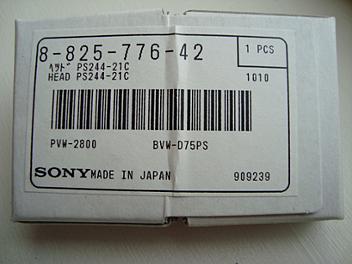 8-825-776-42 1 PCS
ﾍｯﾄﾞ PS244-21C
HEAD PS244-21C 1010
PVW-2800 BVW-D75PS
SONY MADE IN JAPAN 909239